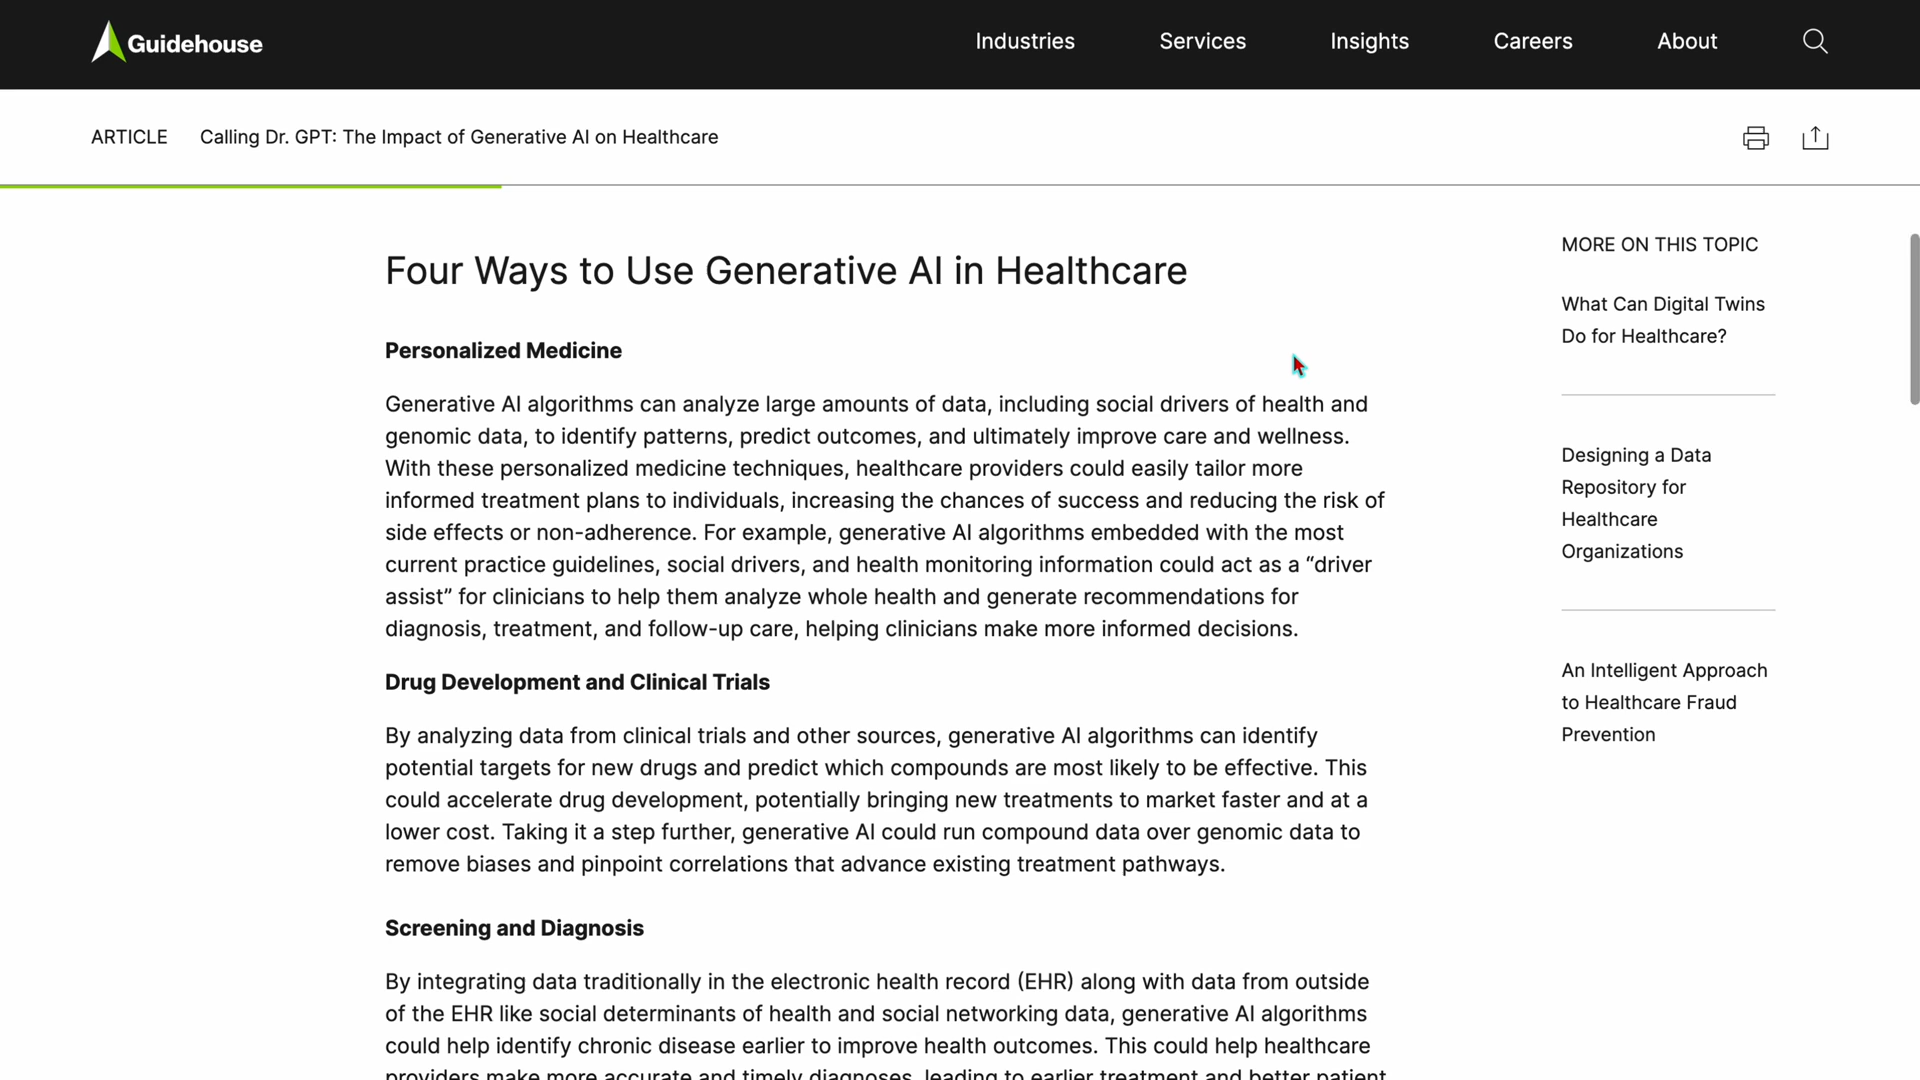 Guidehouse
Industries
Services
Insights
Careers
About
ARTICLE
Calling Dr. GPT: The Impact of Generative AI on Healthcare
Four Ways to Use Generative AI in Healthcare
Personalized Medicine
Generative AI algorithms can analyze large amounts of data, including social drivers of health and
genomic data, to identify patterns, predict outcomes, and ultimately improve care and wellness.
With these personalized medicine techniques, healthcare providers could easily tailor more
informed treatment plans to individuals, increasing the chances of success and reducing the risk of
side effects or non-adherence. For example, generative AI algorithms embedded with the most
current practice guidelines, social drivers, and health monitoring information could act as a “driver
assist” for clinicians to help them analyze whole health and generate recommendations for
diagnosis, treatment, and follow-up care, helping clinicians make more informed decisions.
Drug Development and Clinical Trials
By analyzing data from clinical trials and other sources, generative AI algorithms can identify
potential targets for new drugs and predict which compounds are most likely to be effective. This
could accelerate drug development, potentially bringing new treatments to market faster and at a
lower cost. Taking it a step further, generative AI could run compound data over genomic data to
remove biases and pinpoint correlations that advance existing treatment pathways.
Screening and Diagnosis
By integrating data traditionally in the electronic health record (EHR) along with data from outside
of the EHR like social determinants of health and social networking data, generative AI algorithms
could help identify chronic disease earlier to improve health outcomes. This could help healthcare
providers make more accurate and timely diagnoses, leading to earlier treatment and better patient
MORE ON THIS TOPIC
What Can Digital Twins
Do for Healthcare?
Designing a Data
Repository for
Healthcare
Organizations
An Intelligent Approach
to Healthcare Fraud
Prevention